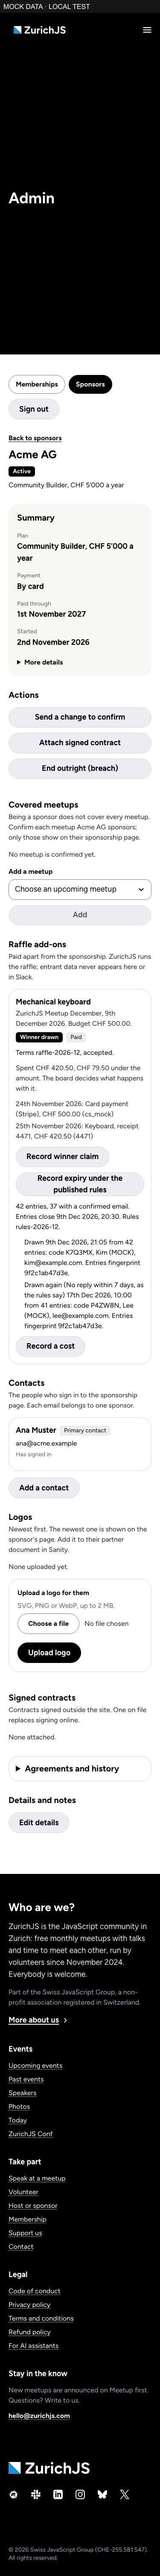 MOCK DATA · LOCAL TEST
ZurichJS
Admin
Memberships
Sponsors
Sign out
Back to sponsors
Acme AG
Active
Community Builder, CHF 5'000 a year
Summary
Plan
Community Builder, CHF 5'000 a
year
Payment
By card
Paid through
1st November 2027
Started
2nd November 2026
More details
Actions
Send a change to confirm
Attach signed contract
End outright (breach)
Covered meetups
Being a sponsor does not cover every meetup.
Confirm each meetup Acme AG sponsors;
only those show on their sponsorship page.
No meetup is confirmed yet.
Add a meetup
Choose an upcoming meetup
Add
Raffle add-ons
Paid apart from the sponsorship. ZurichJS runs
its raffle; an entrant date never appears here or
in Slack.
Mechanical keyboard
ZurichJS Meetup December, 9th
December 2026. Budget CHF 500.00.
Winner drawn
Paid
Terms raffle-2026-12, accepted.
Spent CHF 420.50, CHF 79.50 under the
amount. The board decides what happens
with it.
24th November 2026: Card payment
(Stripe), CHF 500.00 (cs_mock)
25th November 2026: Keyboard, receipt
4471, CHF 420.50 (4471)
Record winner claim
Record expiry under the
published rules
42 entries, 37 with a confirmed email.
Entries close 9th Dec 2026, 20:30. Rules
rules-2026-12.
Drawn 9th Dec 2026, 21:05 from 42
entries: code K7Q3MX, Kim (MOCK),
kim@example.com. Entries fingerprint
9f2c1ab47d3e.
Drawn again (No reply within 7 days, as
the rules say) 17th Dec 2026, 10:00
from 41 entries: code P4ZW8N, Lee
(MOCK), lee@example.com. Entries
fingerprint 9f2c1ab47d3e.
Record a cost
Contacts
The people who sign in to the sponsorship
page. Each email belongs to one sponsor.
Ana Muster
Primary contact
ana@acme.example
Has signed in
Add a contact
Logos
Newest first. The newest one is shown on the
sponsor's page. Add it to their partner
document in Sanity.
None uploaded yet.
Upload a logo for them
SVG, PNG or WebP, up to 2 MB.
Choose a file
No file chosen
Upload logo
Signed contracts
Contracts signed outside the site. One on file
replaces signing online.
None attached.
Agreements and history
Details and notes
Edit details
Who are we?
ZurichJS is the JavaScript community in
Zurich: free monthly meetups with talks
and time to meet each other, run by
volunteers since November 2024.
Everybody is welcome.
Part of the Swiss JavaScript Group, a non-
profit association registered in Switzerland.
More about us
Events
Upcoming events
Past events
Speakers
Photos
Today
ZurichJS Conf
Take part
Speak at a meetup
Volunteer
Host or sponsor
Membership
Support us
Contact
Legal
Code of conduct
Privacy policy
Terms and conditions
Refund policy
For AI assistants
Stay in the know
New meetups are announced on Meetup first.
Questions? Write to us.
hello@zurichjs.com
ZurichJS
© 2026 Swiss JavaScript Group (CHE-255.581.547).
All rights reserved.